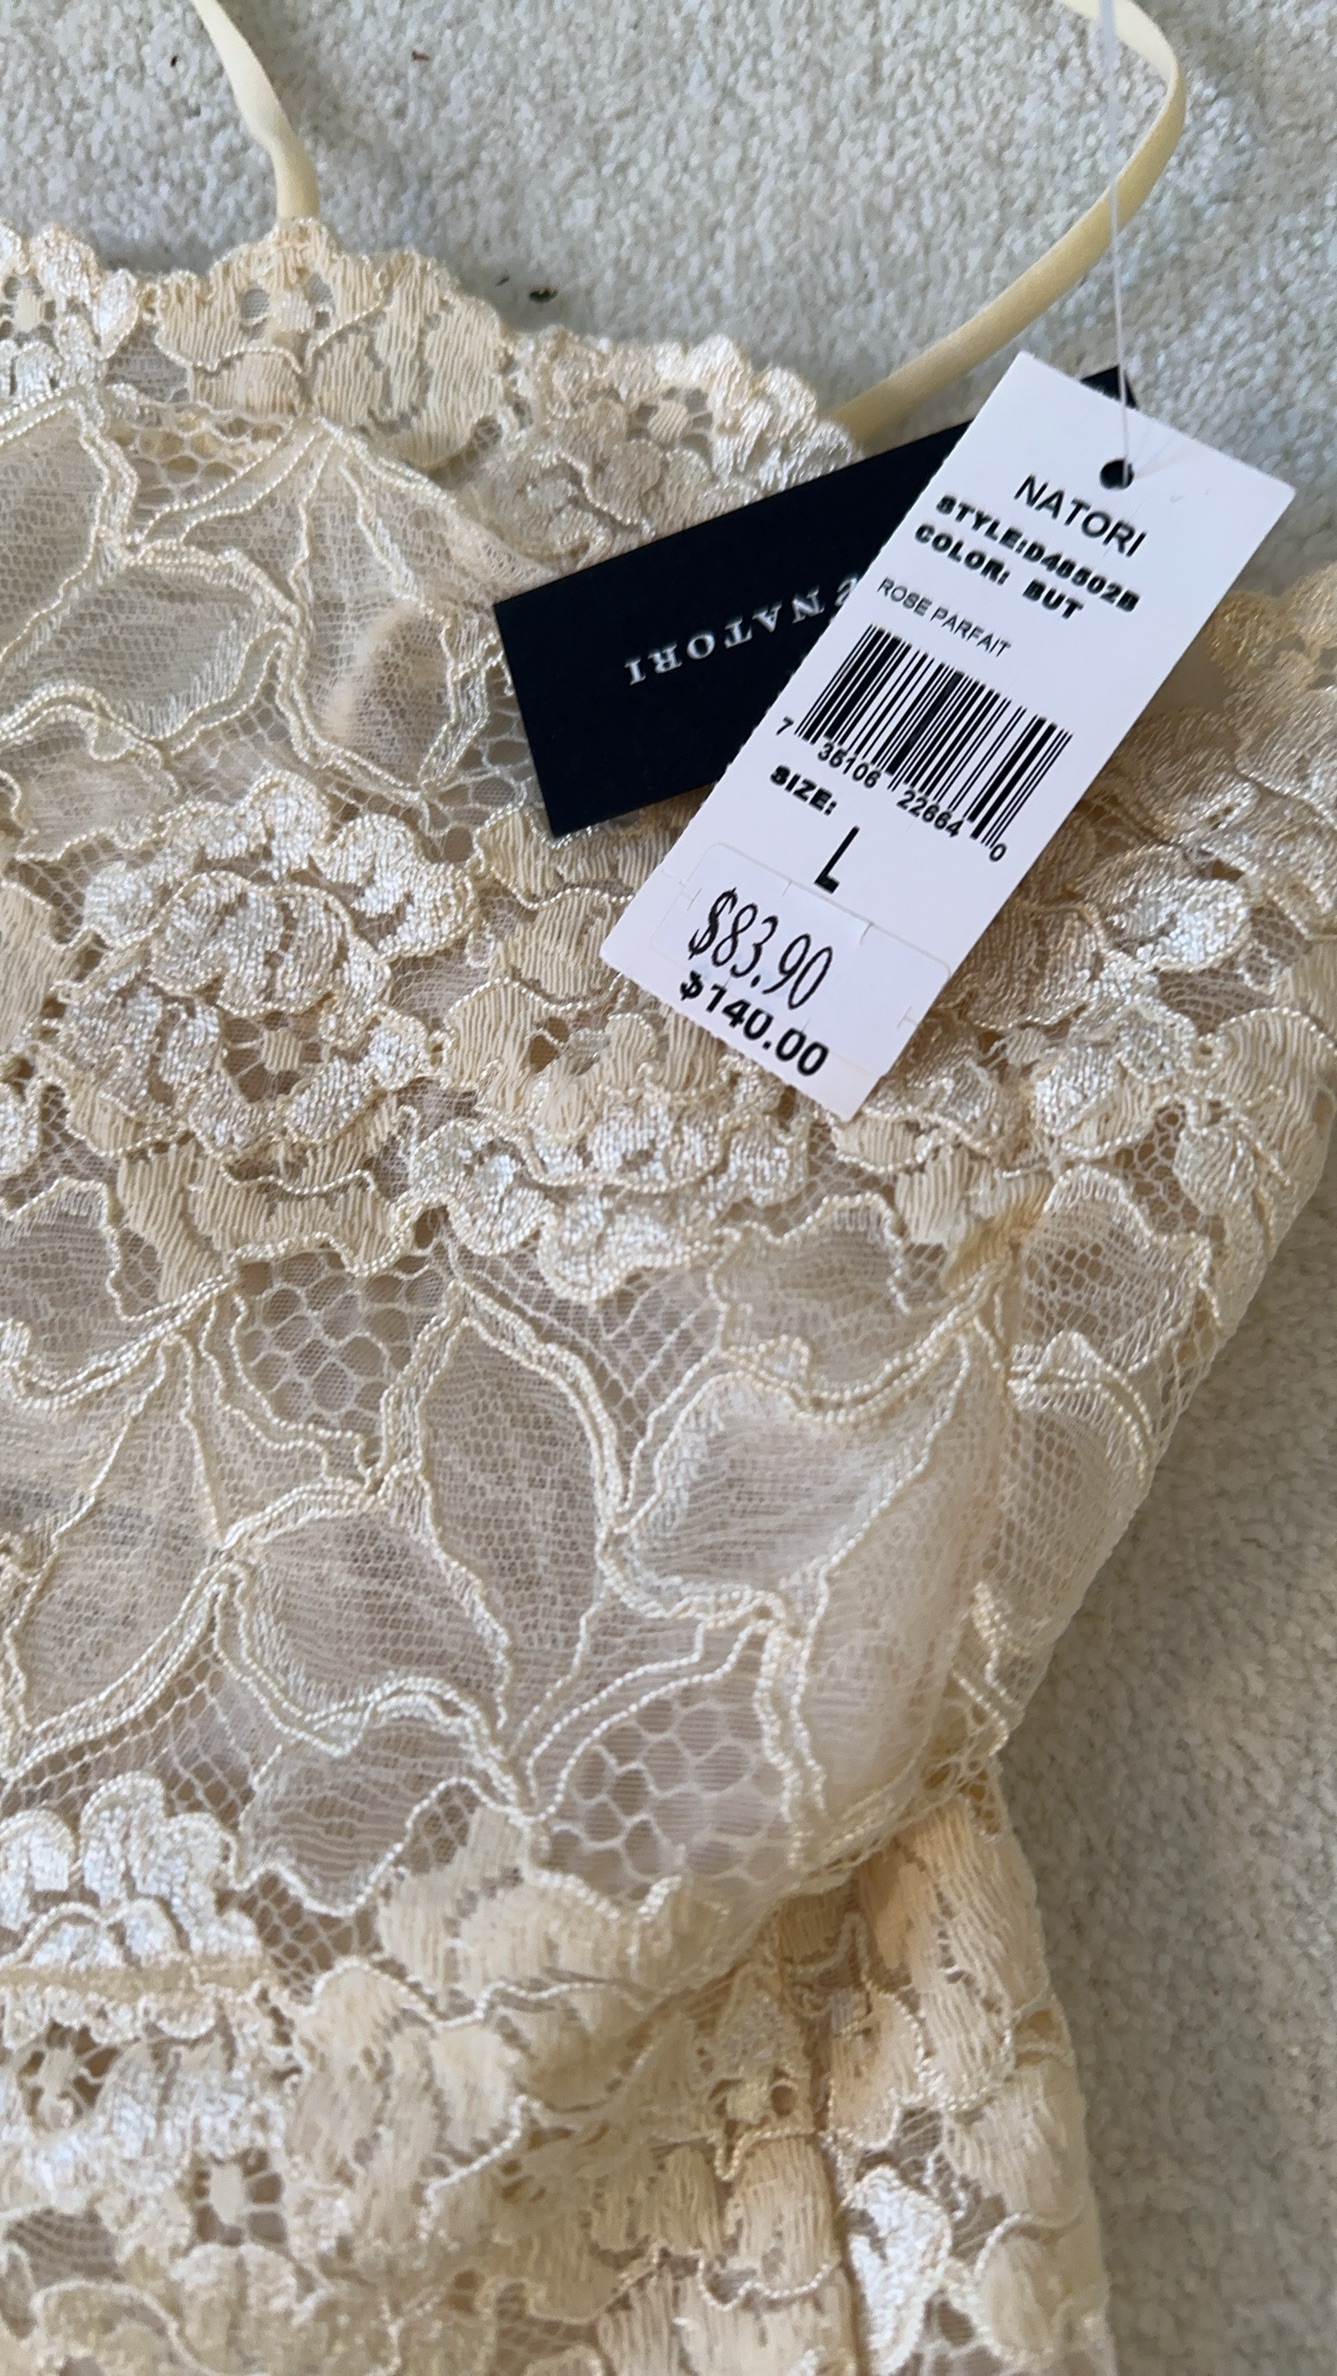 NATORI
STYLE:D48502B
COLOR: BUT
ROSE PARFAIT
7 35106 22664 0
SIZE:
L
$83.90
$140.00
NATORI